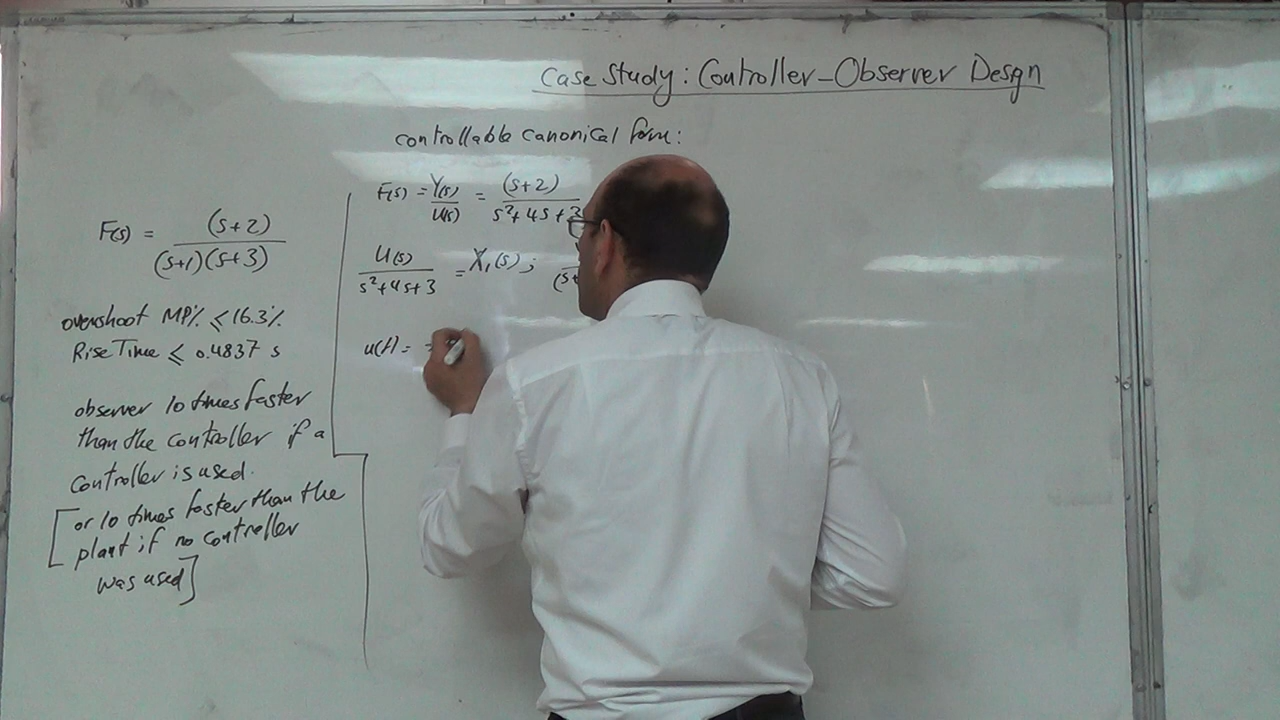 Case Study: Controller-Observer Desgn
F(s) = (s+2) / (s+1)(s+3)
overshoot MP% ≤ 16.3%
Rise Time ≤ 0.4837 s
observer 10 times faster
than the controller if a
controller is used.
[or 10 times faster than the
plant if no controller
was used]
controllable canonical form:
F(s) = Y(s)/U(s) = (s+2) / s²+4s+3
U(s) / s²+4s+3 = X₁(s);
u(t) =